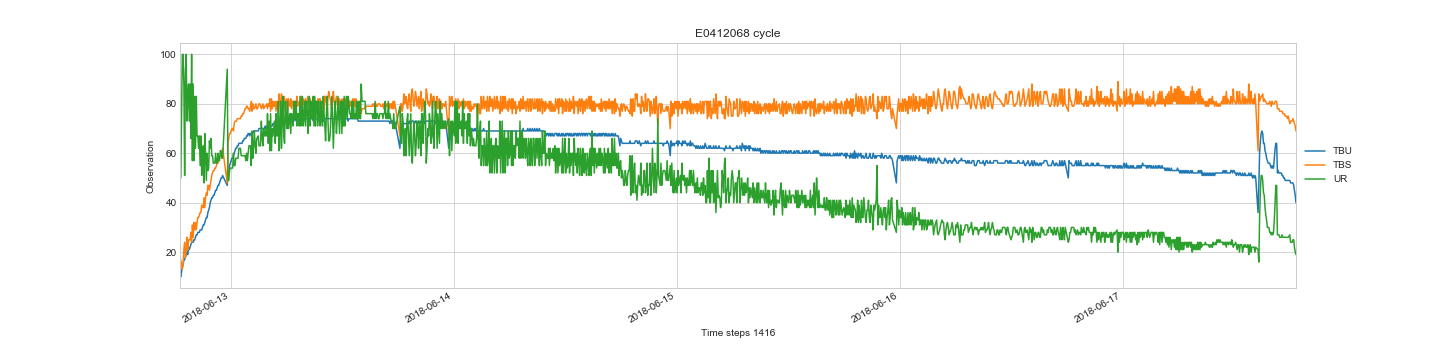 E0412068 cycle
Observation
100
80
60
40
20
2018-06-13
2018-06-14
2018-06-15
2018-06-16
2018-06-17
Time steps 1416
TBU
TBS
UR